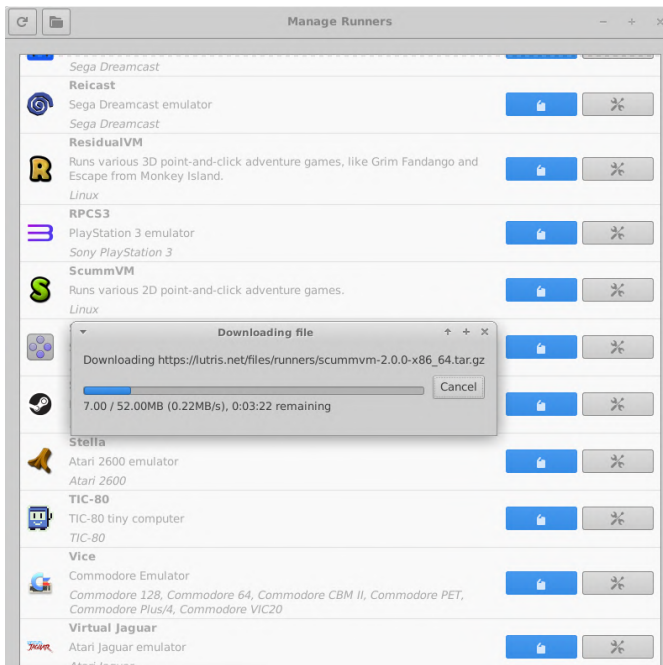 Manage Runners
Sega Dreamcast
Reicast
Sega Dreamcast emulator
Sega Dreamcast
ResidualVM
Runs various 3D point-and-click adventure games, like Grim Fandango and
Escape from Monkey Island.
Linux
RPCS3
PlayStation 3 emulator
Sony PlayStation 3
ScummVM
Runs various 2D point-and-click adventure games.
Linux
Downloading file
Downloading https://lutris.net/files/runners/scummvm-2.0.0-x86_64.tar.gz
Cancel
7.00 / 52.00MB (0.22MB/s), 0:03:22 remaining
Stella
Atari 2600 emulator
Atari 2600
TIC-80
TIC-80 tiny computer
TIC-80
Vice
Commodore Emulator
Commodore 128, Commodore 64, Commodore CBM II, Commodore PET,
Commodore Plus/4, Commodore VIC20
Virtual Jaguar
JAGUAR
Atari Jaguar emulator
Atari Jaguar